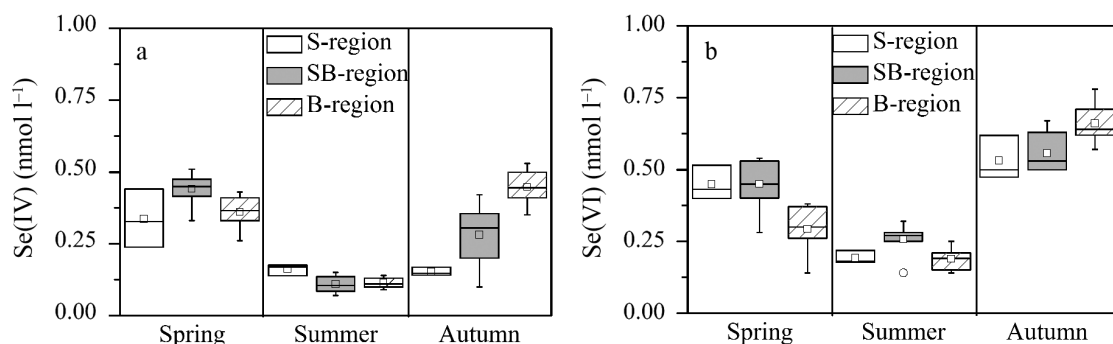 a
S-region
SB-region
B-region
Se(IV) (nmol l⁻¹)
1.00
0.75
0.50
0.25
0.00
Spring
Summer
Autumn
b
S-region
SB-region
B-region
Se(VI) (nmol l⁻¹)
1.00
0.75
0.50
0.25
0.00
Spring
Summer
Autumn